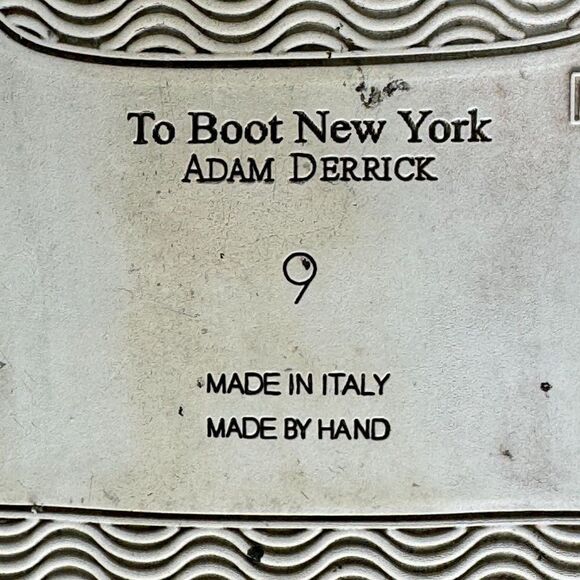 To Boot New York
ADAM DERRICK
9
MADE IN ITALY
MADE BY HAND